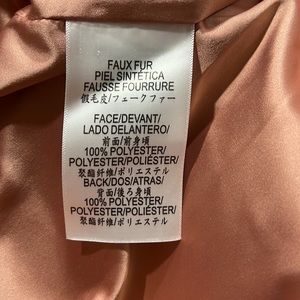 FAUX FUR
PIEL SINTÉTICA
FAUSSE FOURRURE
假毛皮/フェークファー
FACE/DEVANT/
LADO DELANTERO/
前面/前身頃
100% POLYESTER/
POLYESTER/POLIÉSTER/
聚酯纤维/ポリエステル
BACK/DOS/ATRAS/
背面/後ろ身頃
100% POLYESTER/
POLYESTER/POLIÉSTER/
聚酯纤维/ポリエステル